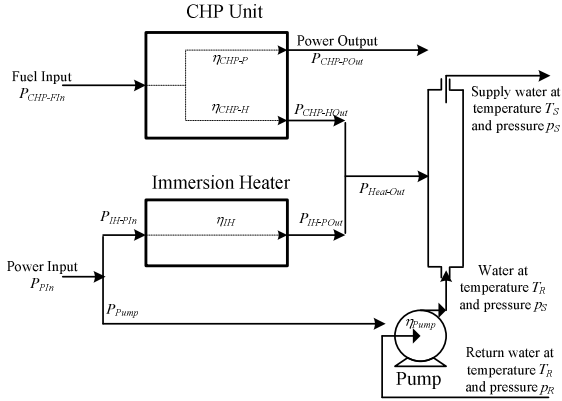 CHP Unit
Power Output
P_CHP-POut
η_CHP-P
Fuel Input
P_CHP-FIn
η_CHP-H
P_CHP-HOut
Supply water at
temperature T_S
and pressure p_S
Immersion Heater
P_Heat-Out
P_IH-PIn
η_IH
P_IH-POut
Power Input
P_PIn
P_Pump
Water at
temperature T_R
and pressure p_S
η_Pump
Pump
Return water at
temperature T_R
and pressure p_R